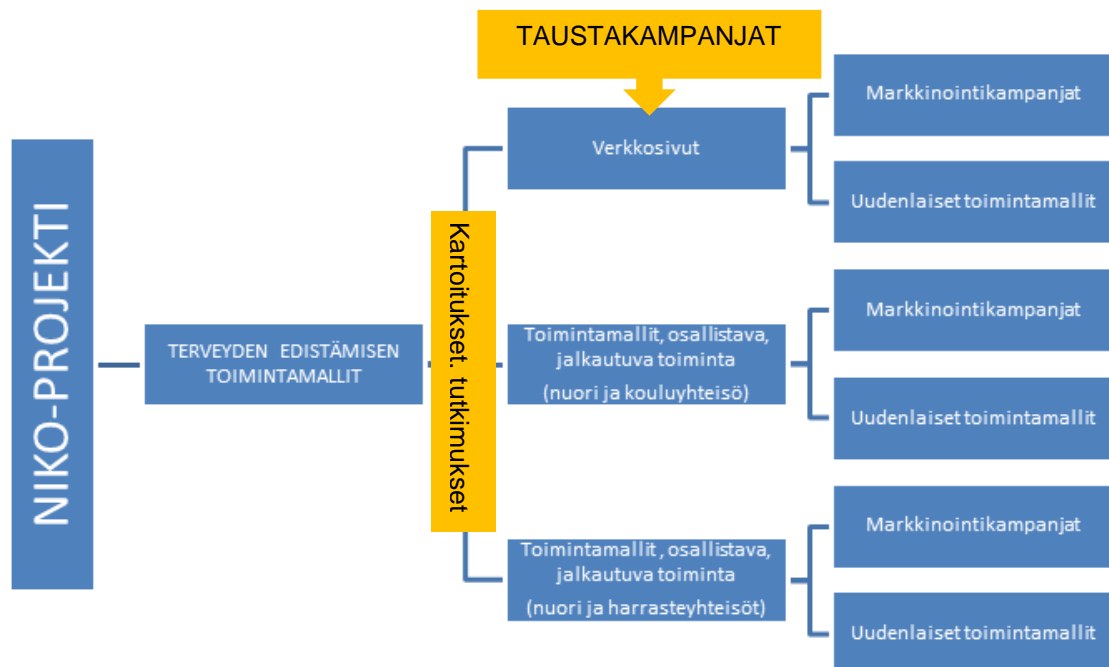 TAUSTAKAMPANJAT
NIKO-PROJEKTI
TERVEYDEN EDISTÄMISEN
TOIMINTAMALLIT
Kartoitukset. tutkimukset
Verkkosivut
Markkinointikampanjat
Uudenlaiset toimintamallit
Toimintamallit, osallistava,
jalkautuva toiminta
(nuori ja kouluyhteisö)
Markkinointikampanjat
Uudenlaiset toimintamallit
Toimintamallit , osallistava,
jalkautuva toiminta
(nuori ja harrasteyhteisöt)
Markkinointikampanjat
Uudenlaiset toimintamallit